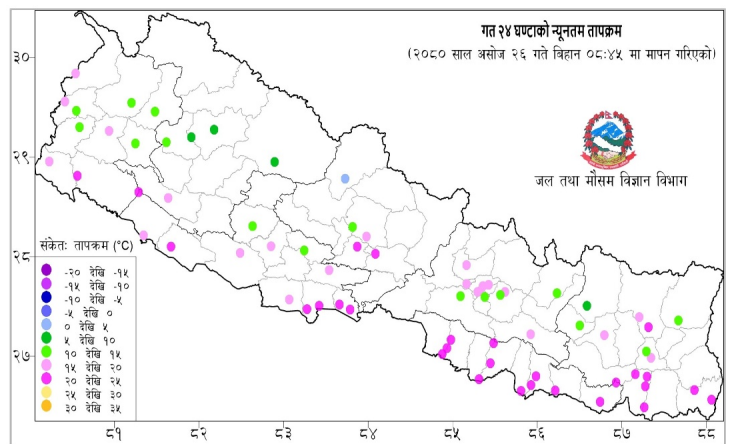 गत २४ घण्टाको न्यूनतम तापक्रम
(२०८० साल असोज २६ गते बिहान ०८:४५ मा मापन गरिएको)
जल तथा मौसम विज्ञान विभाग
३०
२९
२८
२७
संकेतः तापक्रम (°C)
-२० देखि -१५
-१५ देखि -१०
-१० देखि -५
-५ देखि ०
० देखि ५
५ देखि १०
१० देखि १५
१५ देखि २०
२० देखि २५
२५ देखि ३०
३० देखि ३५
८१ ८२ ८३ ८४ ८५ ८६ ८७ ८८